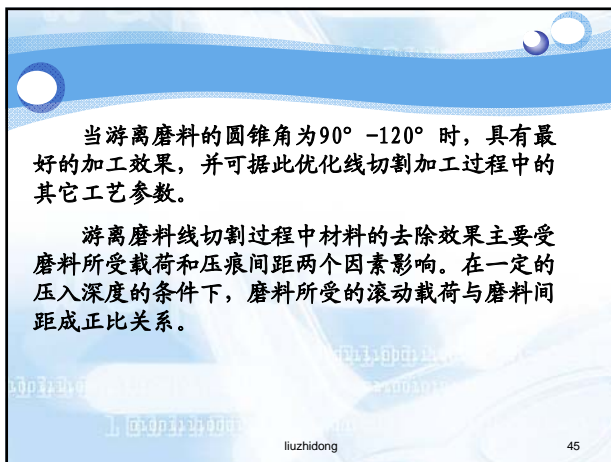 当游离磨料的圆锥角为90° -120° 时，具有最
好的加工效果，并可据此优化线切割加工过程中的
其它工艺参数。
游离磨料线切割过程中材料的去除效果主要受
磨料所受载荷和压痕间距两个因素影响。在一定的
压入深度的条件下，磨料所受的滚动载荷与磨料间
距成正比关系。
liuzhidong
45